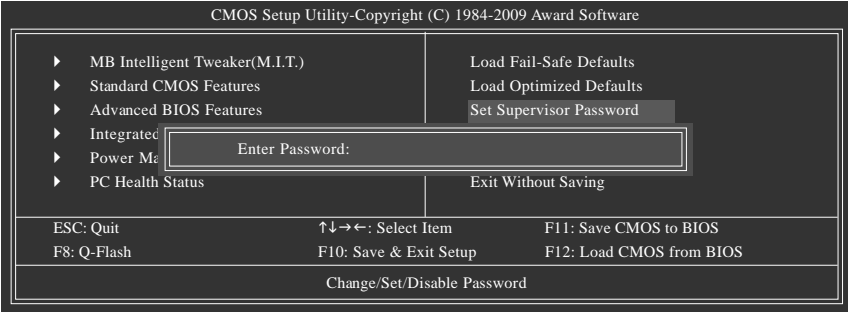 CMOS Setup Utility-Copyright (C) 1984-2009 Award Software
MB Intelligent Tweaker(M.I.T.)
Standard CMOS Features
Advanced BIOS Features
Integrated
Power Ma
PC Health Status
Load Fail-Safe Defaults
Load Optimized Defaults
Set Supervisor Password
Exit Without Saving
Enter Password:
ESC: Quit ↑↓→←: Select Item F11: Save CMOS to BIOS
F8: Q-Flash F10: Save & Exit Setup F12: Load CMOS from BIOS
Change/Set/Disable Password